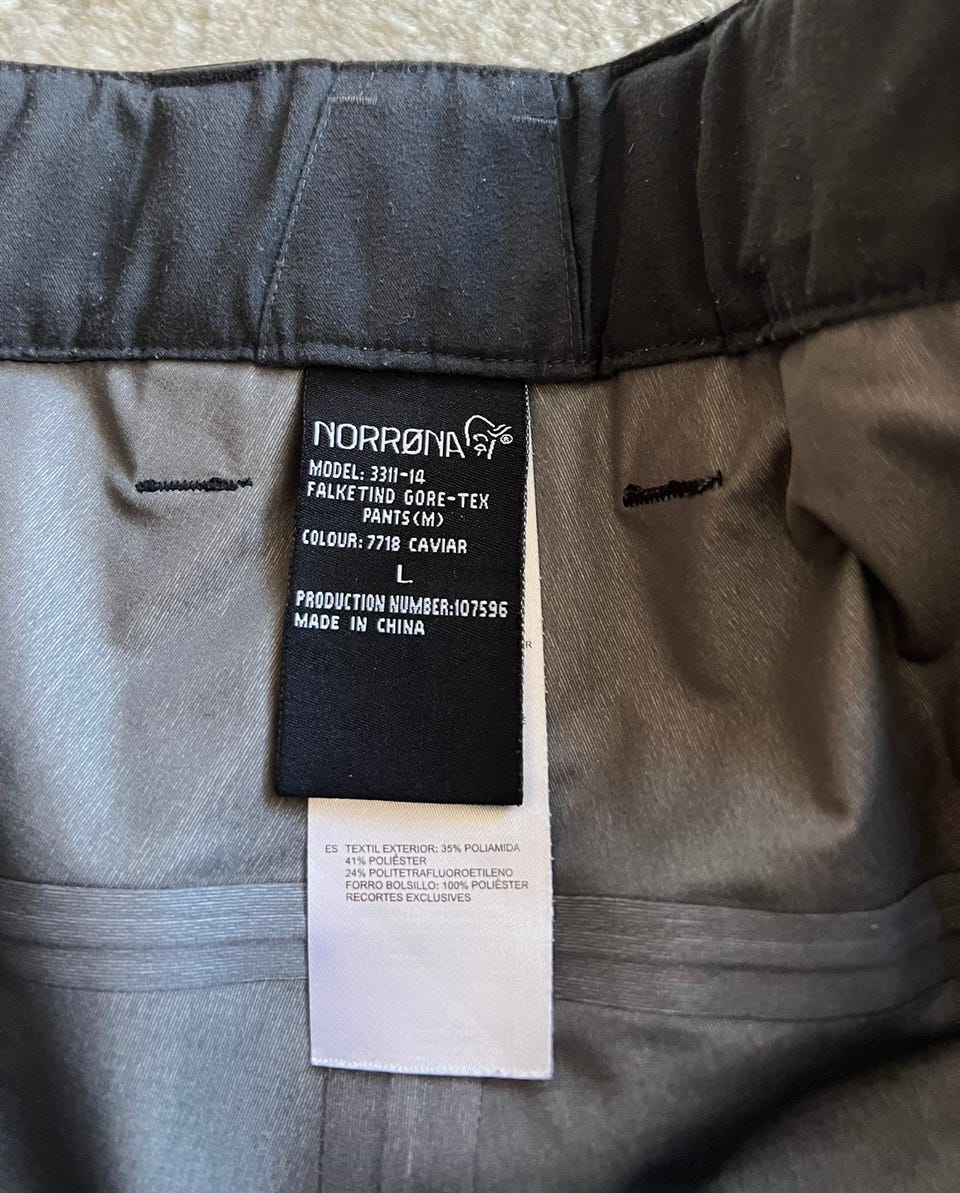 NORRØNA ®
MODEL: 3311-14
FALKETIND GORE-TEX
PANTS(M)
COLOUR: 7718 CAVIAR
L
PRODUCTION NUMBER:107596
MADE IN CHINA
R
ES TEXTIL EXTERIOR: 35% POLIAMIDA
41% POLIÉSTER
24% POLITETRAFLUOROETILENO
FORRO BOLSILLO: 100% POLIÉSTER
RECORTES EXCLUSIVES